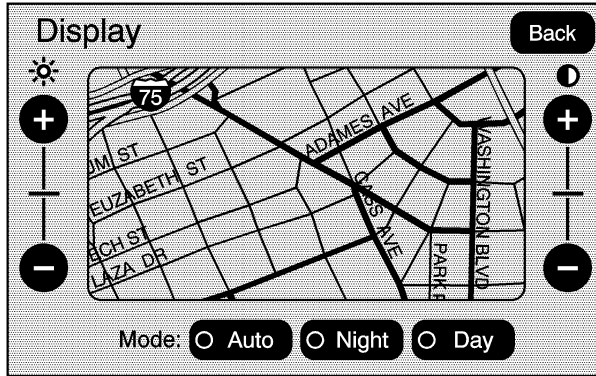 Display
Back
75
ADAMES AVE
WASHINGTON BLVD
UMI ST
EUZABETH ST
CASS AVE
ECH ST
LAZA DR
PARK P
Mode:
Auto
Night
Day